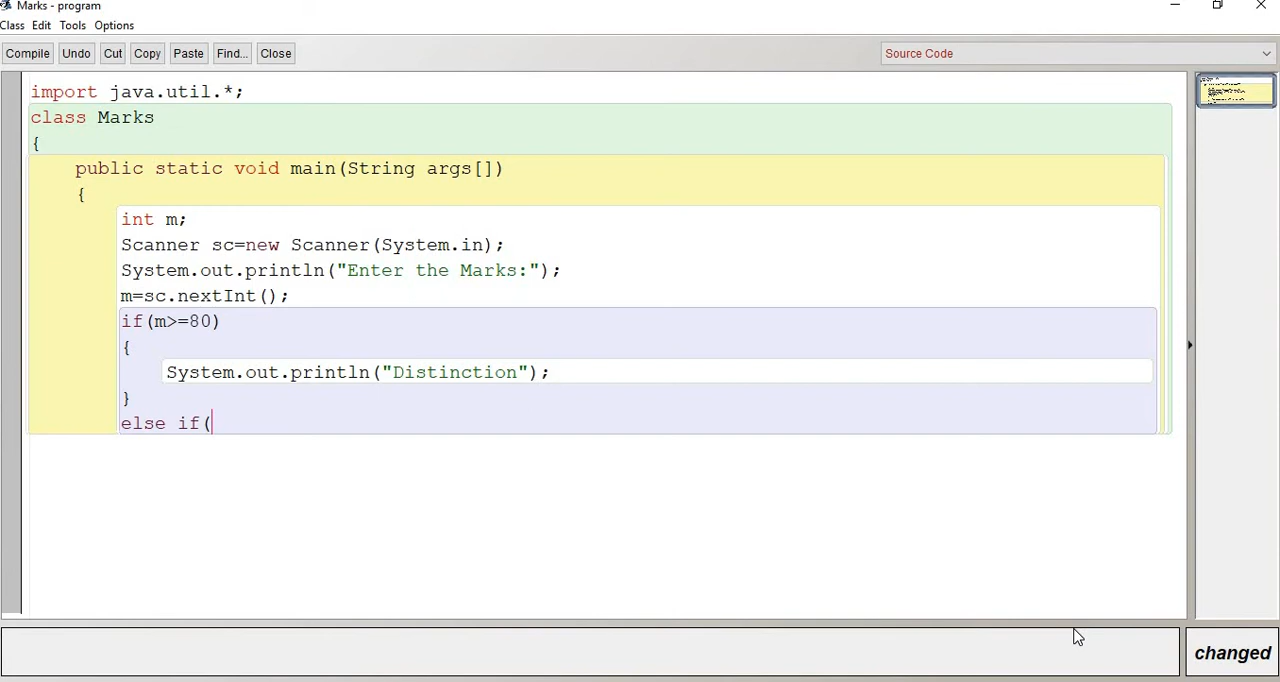 Marks - program
Class Edit Tools Options
Compile Undo Cut Copy Paste Find... Close Source Code
import java.util.*;
class Marks
{
public static void main(String args[])
{
int m;
Scanner sc=new Scanner(System.in);
System.out.println("Enter the Marks:");
m=sc.nextInt();
if(m>=80)
{
System.out.println("Distinction");
}
else if(
changed